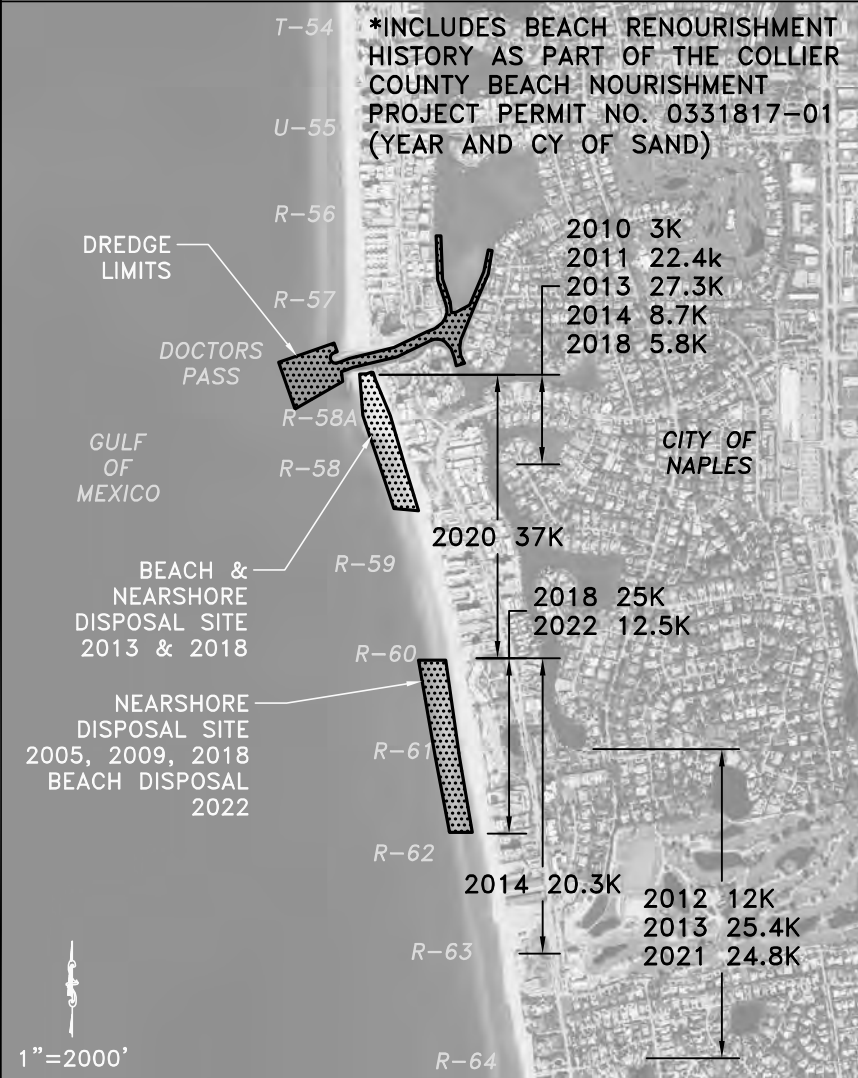 *INCLUDES BEACH RENOURISHMENT
HISTORY AS PART OF THE COLLIER
COUNTY BEACH NOURISHMENT
PROJECT PERMIT NO. 0331817-01
(YEAR AND CY OF SAND)
T-54
U-55
R-56
R-57
DREDGE
LIMITS
DOCTORS
PASS
2010 3K
2011 22.4k
2013 27.3K
2014 8.7K
2018 5.8K
R-58A
R-58
GULF
OF
MEXICO
CITY OF
NAPLES
2020 37K
R-59
BEACH &
NEARSHORE
DISPOSAL SITE
2013 & 2018
2018 25K
2022 12.5K
R-60
NEARSHORE
DISPOSAL SITE
2005, 2009, 2018
BEACH DISPOSAL
2022
R-61
R-62
2014 20.3K
2012 12K
2013 25.4K
2021 24.8K
R-63
R-64
1"=2000'